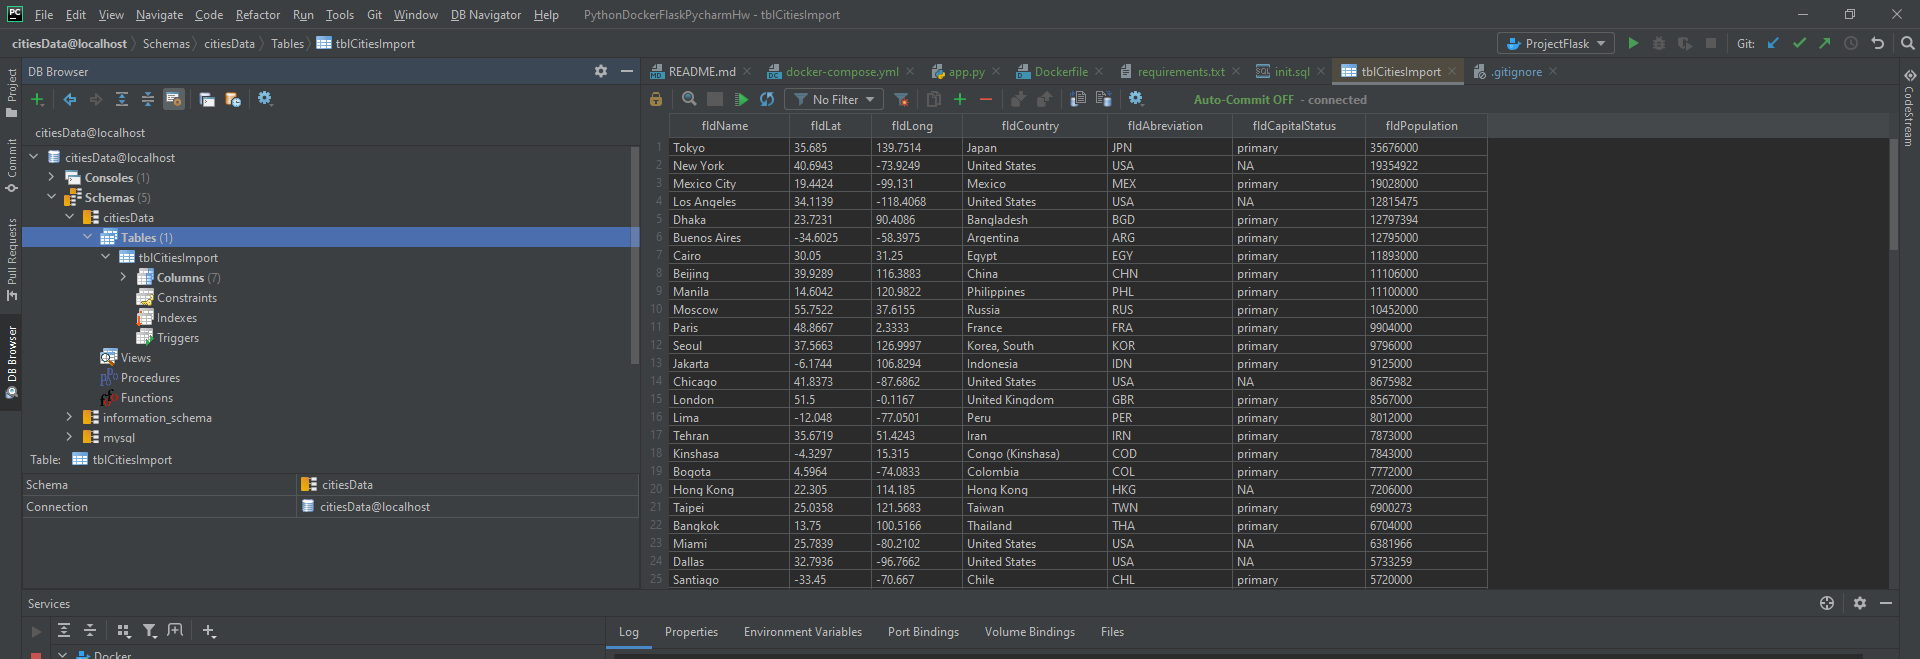 PC File Edit View Navigate Code Refactor Run Tools Git Window DB Navigator Help PythonDockerFlaskPycharmHw - tblCitiesImport
citiesData@localhost Schemas citiesData Tables tblCitiesImport ProjectFlask Git:
Project
Commit
Pull Requests
DB Browser
DB Browser
citiesData@localhost
citiesData@localhost
Consoles (1)
Schemas (5)
citiesData
Tables (1)
tblCitiesImport
Columns (7)
Constraints
Indexes
Triggers
Views
Procedures
Functions
information_schema
mysql
Table: tblCitiesImport
Schema citiesData
Connection citiesData@localhost
README.md docker-compose.yml app.py Dockerfile requirements.txt init.sql tblCitiesImport .gitignore
No Filter Auto-Commit OFF - connected
fldName fldLat fldLong fldCountry fldAbreviation fldCapitalStatus fldPopulation
1 Tokyo 35.685 139.7514 Japan JPN primary 35676000
2 New York 40.6943 -73.9249 United States USA NA 19354922
3 Mexico City 19.4424 -99.131 Mexico MEX primary 19028000
4 Los Angeles 34.1139 -118.4068 United States USA NA 12815475
5 Dhaka 23.7231 90.4086 Bangladesh BGD primary 12797394
6 Buenos Aires -34.6025 -58.3975 Argentina ARG primary 12795000
7 Cairo 30.05 31.25 Egypt EGY primary 11893000
8 Beijing 39.9289 116.3883 China CHN primary 11106000
9 Manila 14.6042 120.9822 Philippines PHL primary 11100000
10 Moscow 55.7522 37.6155 Russia RUS primary 10452000
11 Paris 48.8667 2.3333 France FRA primary 9904000
12 Seoul 37.5663 126.9997 Korea, South KOR primary 9796000
13 Jakarta -6.1744 106.8294 Indonesia IDN primary 9125000
14 Chicago 41.8373 -87.6862 United States USA NA 8675982
15 London 51.5 -0.1167 United Kingdom GBR primary 8567000
16 Lima -12.048 -77.0501 Peru PER primary 8012000
17 Tehran 35.6719 51.4243 Iran IRN primary 7873000
18 Kinshasa -4.3297 15.315 Congo (Kinshasa) COD primary 7843000
19 Bogota 4.5964 -74.0833 Colombia COL primary 7772000
20 Hong Kong 22.305 114.185 Hong Kong HKG NA 7206000
21 Taipei 25.0358 121.5683 Taiwan TWN primary 6900273
22 Bangkok 13.75 100.5166 Thailand THA primary 6704000
23 Miami 25.7839 -80.2102 United States USA NA 6381966
24 Dallas 32.7936 -96.7662 United States USA NA 5733259
25 Santiago -33.45 -70.667 Chile CHL primary 5720000
CodeStream
Services
Log Properties Environment Variables Port Bindings Volume Bindings Files
Docker